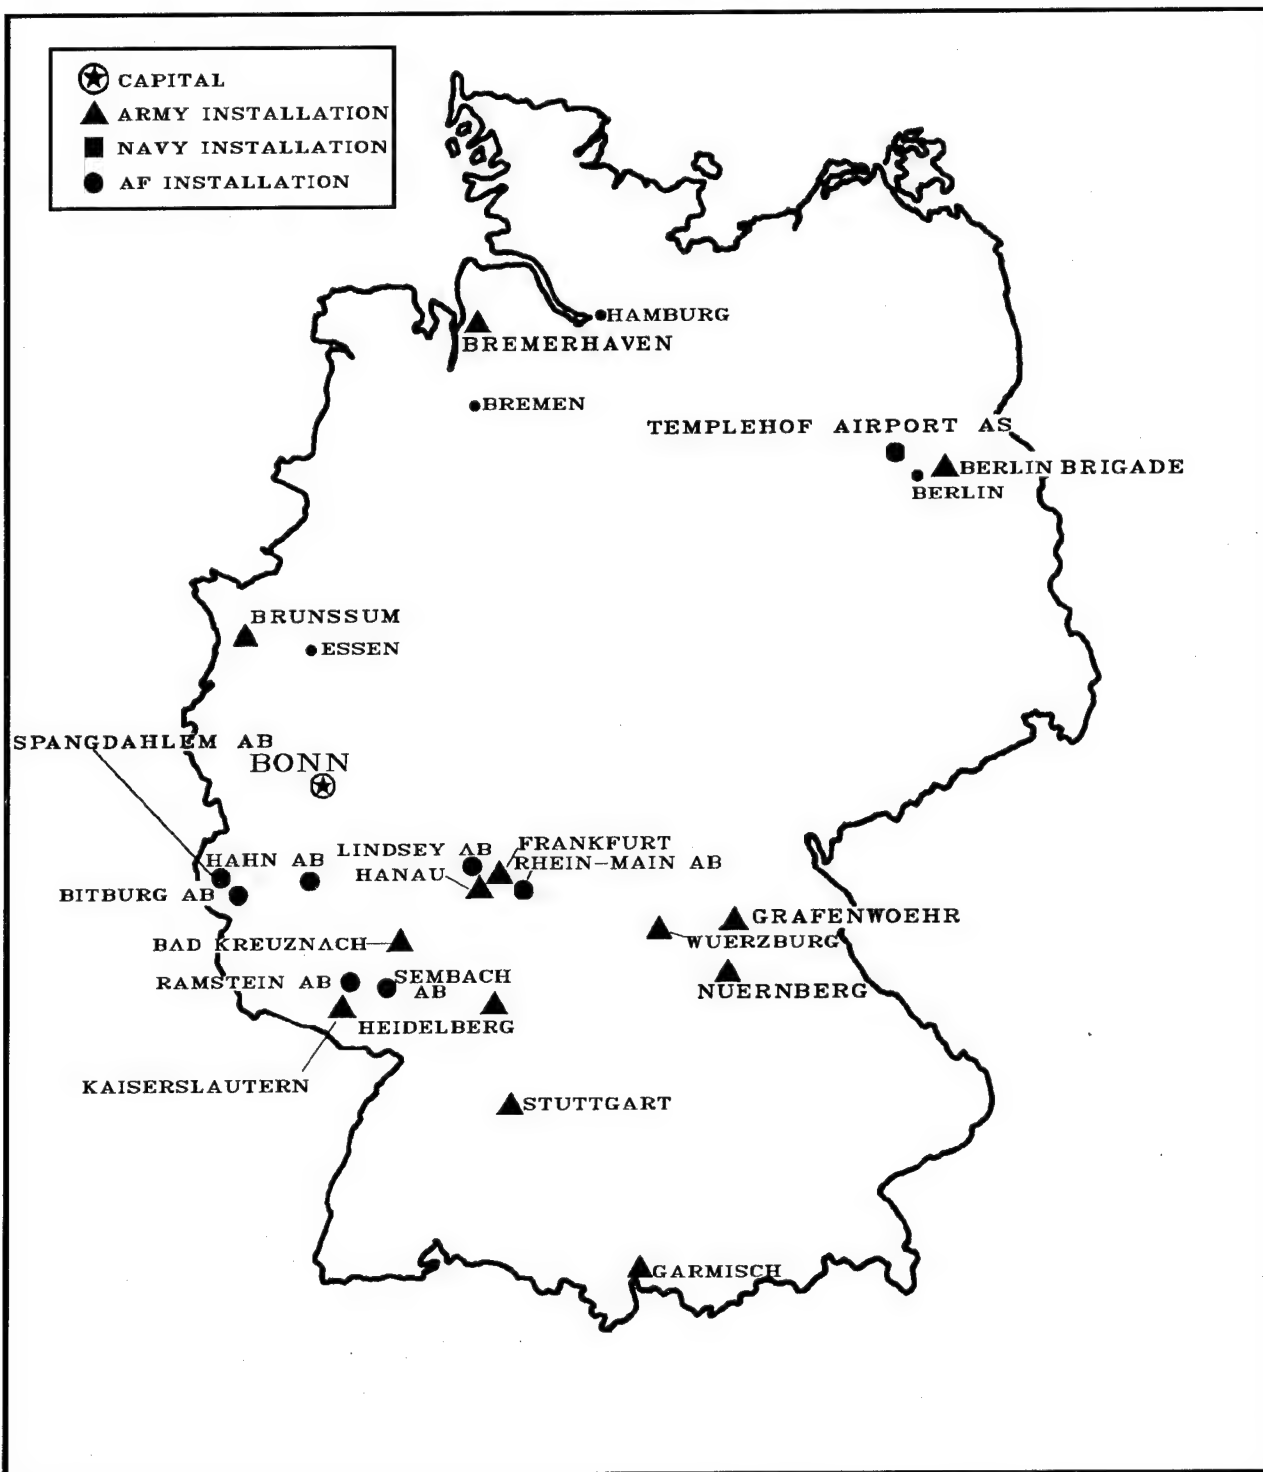 CAPITAL
ARMY INSTALLATION
NAVY INSTALLATION
AF INSTALLATION
HAMBURG
BREMERHAVEN
BREMEN
TEMPLEHOF AIRPORT AS
BERLIN BRIGADE
BERLIN
BRUNSSUM
ESSEN
SPANGDAHLEM AB
BONN
LINDSEY AB
FRANKFURT
HAHN AB
RHEIN-MAIN AB
HANAU
BITBURG AB
GRAFENWOEHR
BAD KREUZNACH
WUERZBURG
RAMSTEIN AB
SEMBACH
AB
NUERNBERG
HEIDELBERG
KAISERSLAUTERN
STUTTGART
GARMISCH